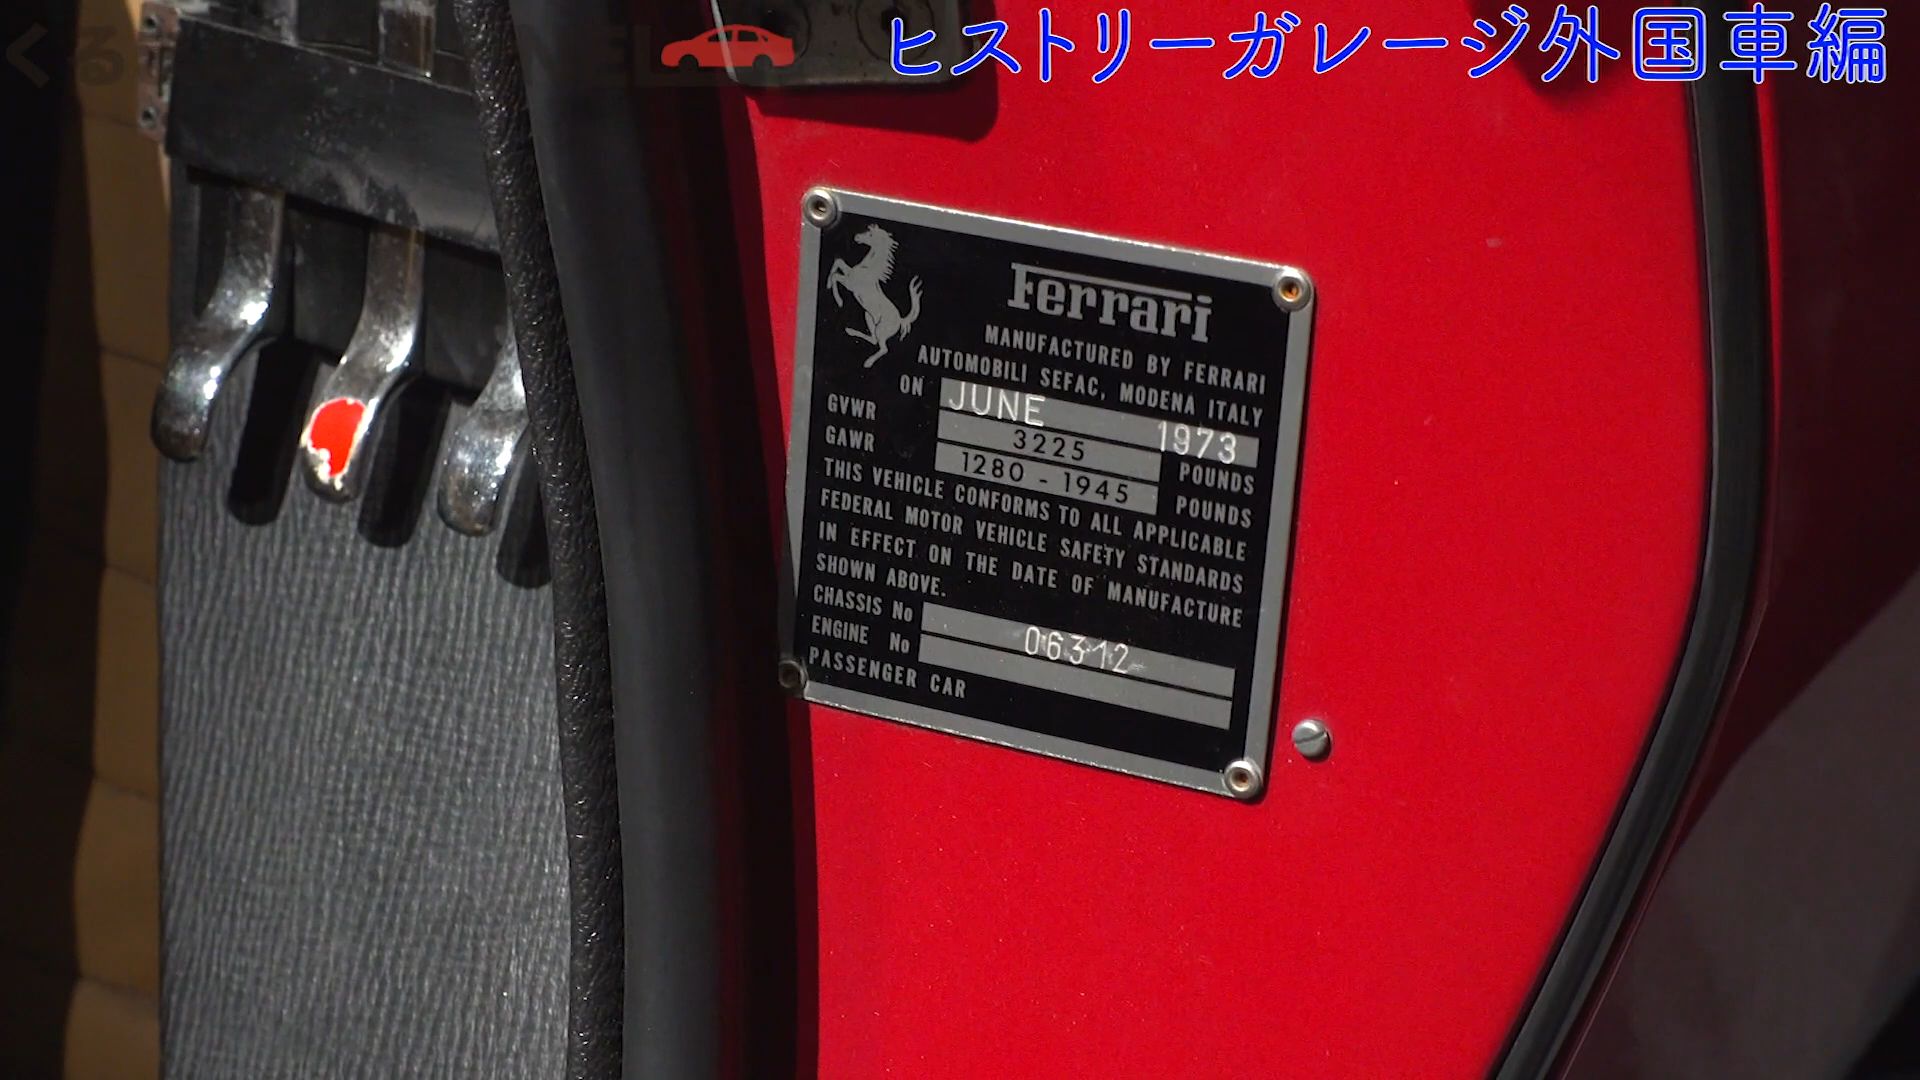 くる EL
ヒストリーガレージ外国車編
Ferrari
MANUFACTURED BY FERRARI
AUTOMOBILI SEFAC, MODENA ITALY
ON JUNE 1973
GVWR 3225 POUNDS
GAWR 1280 - 1945 POUNDS
THIS VEHICLE CONFORMS TO ALL APPLICABLE
FEDERAL MOTOR VEHICLE SAFETY STANDARDS
IN EFFECT ON THE DATE OF MANUFACTURE
SHOWN ABOVE.
CHASSIS No 06312
ENGINE No
PASSENGER CAR